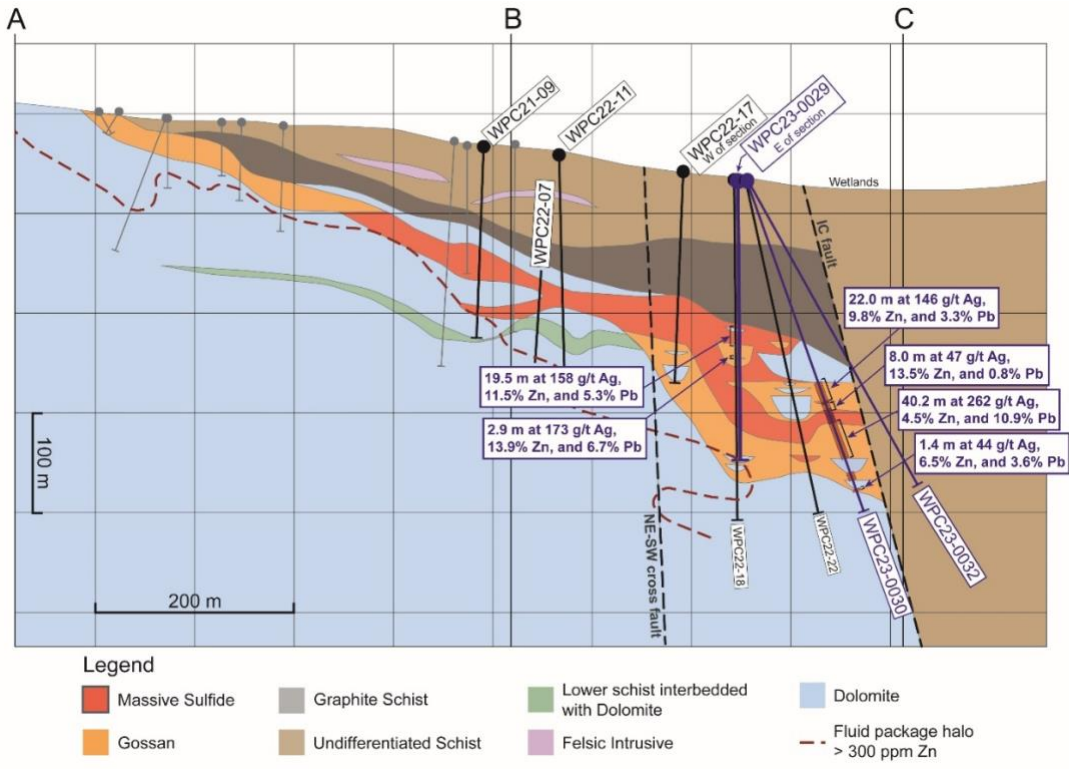 A
B
C
WPC21-09
WPC22-11
WPC22-17
W of section
WPC23-0029
E of section
Wetlands
WPC22-07
IC fault
22.0 m at 146 g/t Ag,
9.8% Zn, and 3.3% Pb
8.0 m at 47 g/t Ag,
13.5% Zn, and 0.8% Pb
19.5 m at 158 g/t Ag,
11.5% Zn, and 5.3% Pb
40.2 m at 262 g/t Ag,
4.5% Zn, and 10.9% Pb
2.9 m at 173 g/t Ag,
13.9% Zn, and 6.7% Pb
1.4 m at 44 g/t Ag,
6.5% Zn, and 3.6% Pb
100 m
200 m
NE-SW cross fault
WPC22-18
WPC22-22
WPC23-0030
WPC23-0032
Legend
Massive Sulfide
Graphite Schist
Lower schist interbedded
with Dolomite
Dolomite
Gossan
Undifferentiated Schist
Felsic Intrusive
Fluid package halo
> 300 ppm Zn